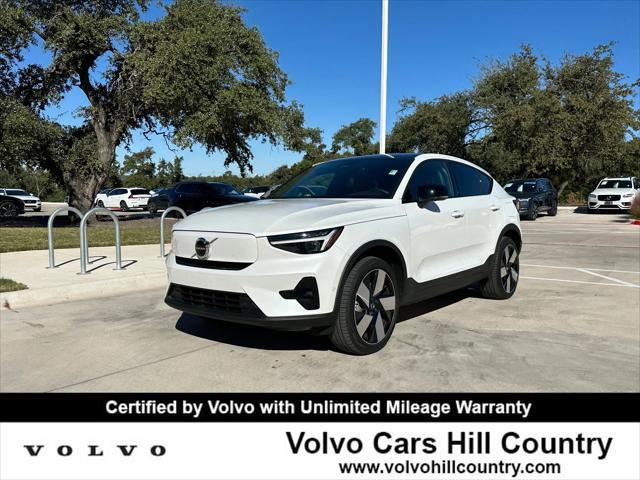 Certified by Volvo with Unlimited Mileage Warranty
VOLVO
Volvo Cars Hill Country
www.volvohillcountry.com